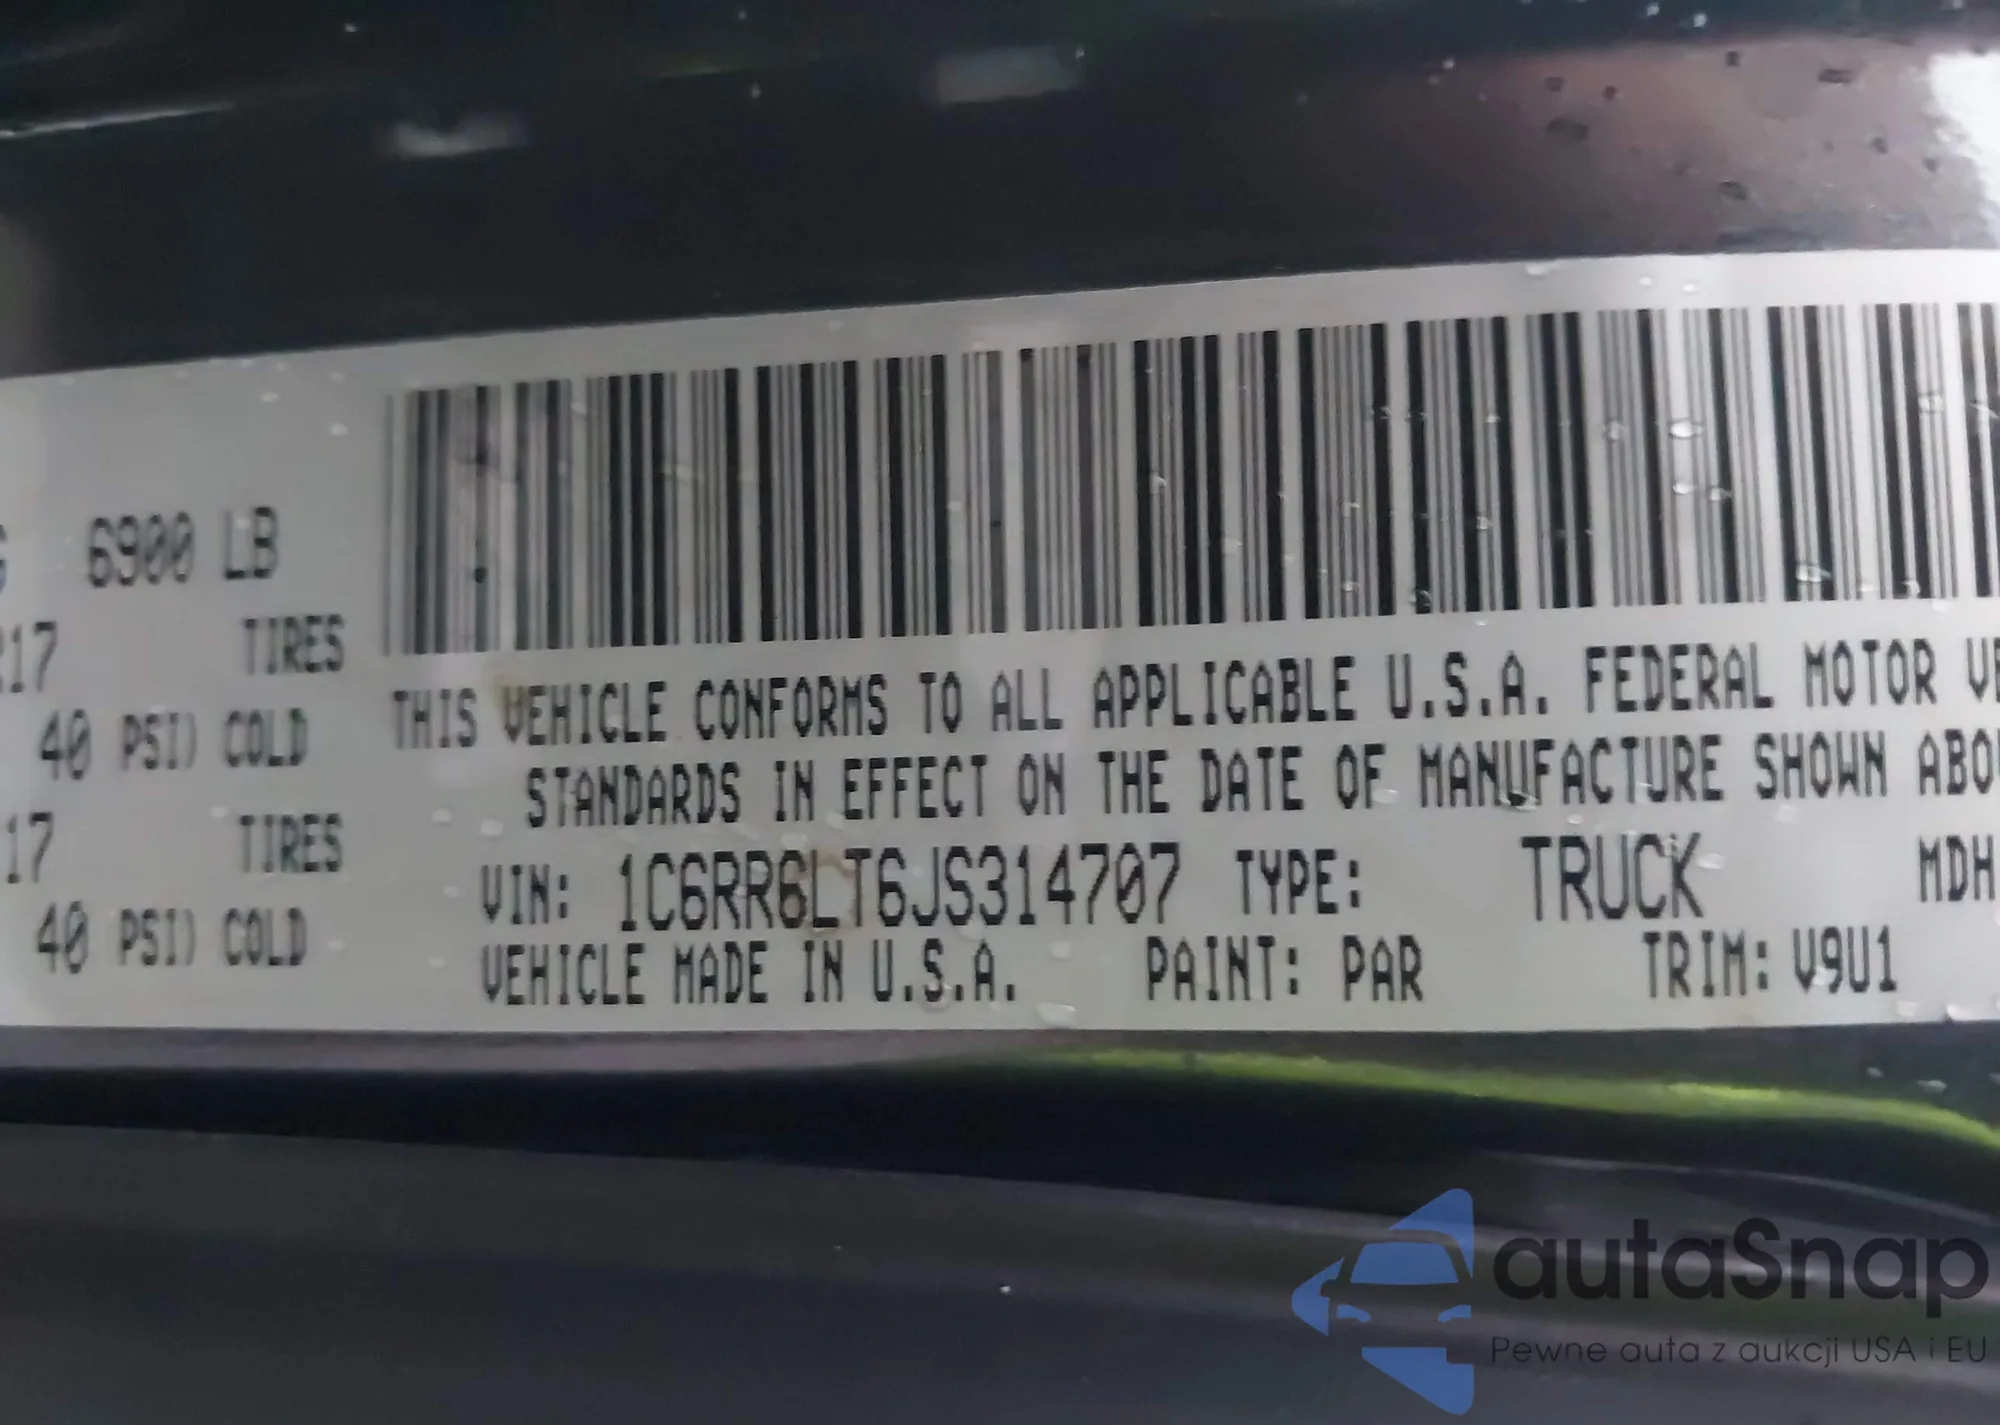 6900 LB
17 TIRES
40 PSI) COLD
17 TIRES
40 PSI) COLD
THIS VEHICLE CONFORMS TO ALL APPLICABLE U.S.A. FEDERAL MOTOR VE
STANDARDS IN EFFECT ON THE DATE OF MANUFACTURE SHOWN ABO
VIN: 1C6RR6LT6JS314707 TYPE: TRUCK MDH
VEHICLE MADE IN U.S.A. PAINT: PAR TRIM: V9U1
autaSnap
Pewne auta z aukcji USA i EU